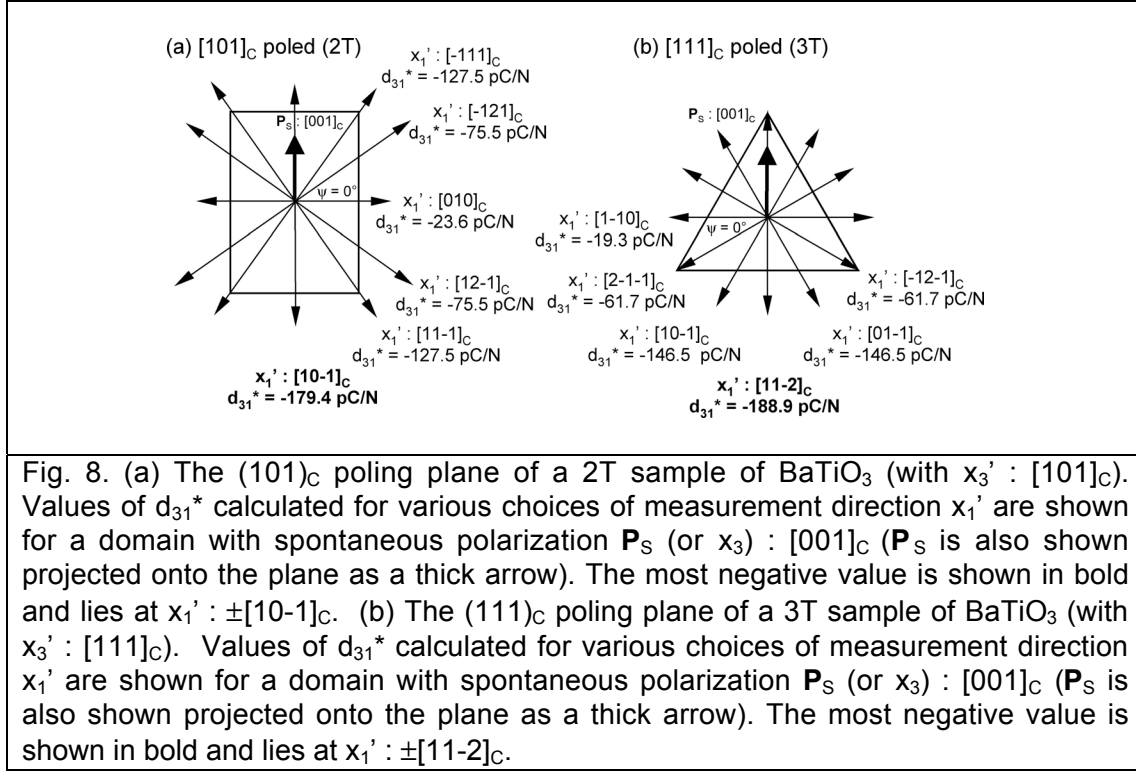 (a) [101]C poled (2T)
(b) [111]C poled (3T)
x1' : [-111]C
d31* = -127.5 pC/N
x1' : [-121]C
d31* = -75.5 pC/N
PS : [001]C
ψ = 0°
x1' : [010]C
d31* = -23.6 pC/N
x1' : [12-1]C
d31* = -75.5 pC/N
x1' : [11-1]C
d31* = -127.5 pC/N
x1' : [10-1]C
d31* = -179.4 pC/N
PS : [001]C
x1' : [1-10]C
d31* = -19.3 pC/N
ψ = 0°
x1' : [2-1-1]C
d31* = -61.7 pC/N
x1' : [-12-1]C
d31* = -61.7 pC/N
x1' : [10-1]C
d31* = -146.5 pC/N
x1' : [01-1]C
d31* = -146.5 pC/N
x1' : [11-2]C
d31* = -188.9 pC/N
Fig. 8. (a) The (101)C poling plane of a 2T sample of BaTiO3 (with x3' : [101]C).
Values of d31* calculated for various choices of measurement direction x1' are shown
for a domain with spontaneous polarization PS (or x3) : [001]C (PS is also shown
projected onto the plane as a thick arrow). The most negative value is shown in bold
and lies at x1' : ±[10-1]C. (b) The (111)C poling plane of a 3T sample of BaTiO3 (with
x3' : [111]C). Values of d31* calculated for various choices of measurement direction
x1' are shown for a domain with spontaneous polarization PS (or x3) : [001]C (PS is
also shown projected onto the plane as a thick arrow). The most negative value is
shown in bold and lies at x1' : ±[11-2]C.